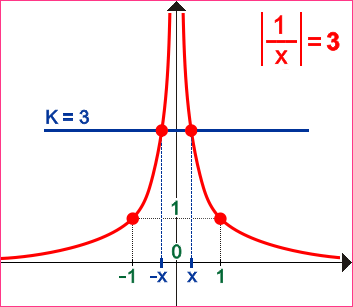 |1/x| = 3
K = 3
1
0
−1 −x x 1